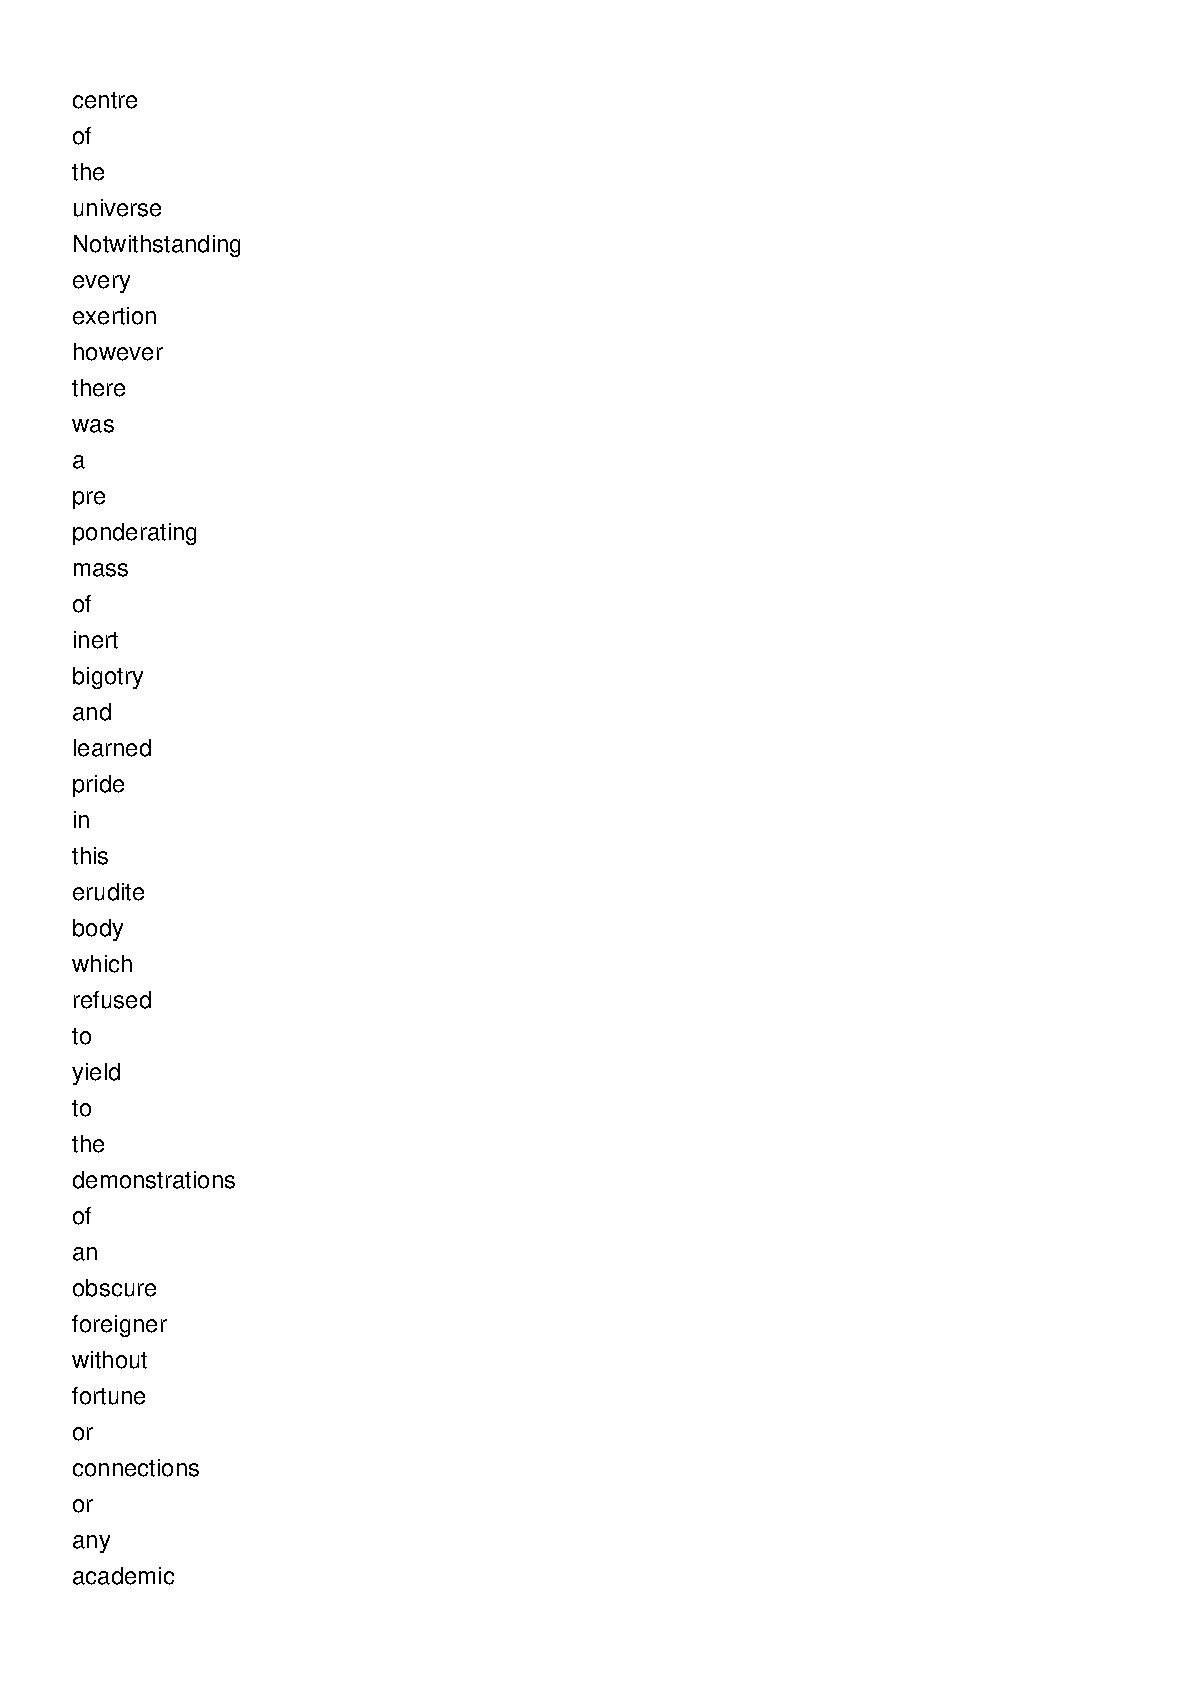 centre
of
the
universe
Notwithstanding
every
exertion
however
there
was
a
pre
ponderating
mass
of
inert
bigotry
and
learned
pride
in
this
erudite
body
which
refused
to
yield
to
the
demonstrations
of
an
obscure
foreigner
without
fortune
or
connections
or
any
academic